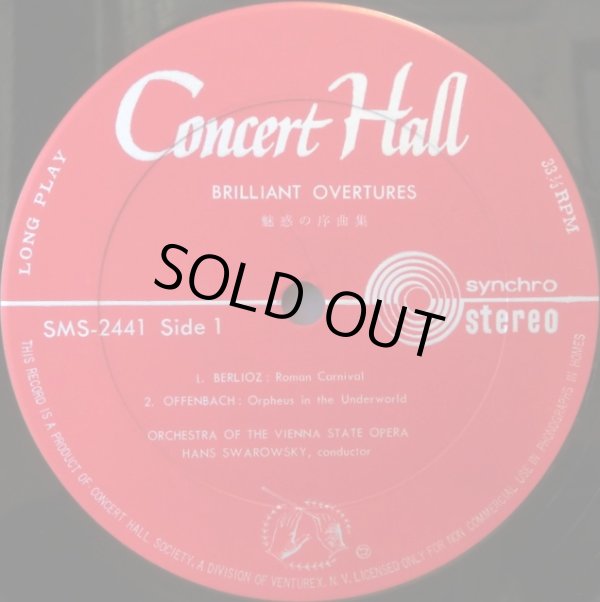 Concert Hall
BRILLIANT OVERTURES
魅惑の序曲集
LONG PLAY
33⅓ RPM
SOLD OUT
synchro
stereo
SMS-2441 Side 1
1. BERLIOZ: Roman Carnival
2. OFFENBACH: Orpheus in the Underworld
ORCHESTRA OF THE VIENNA STATE OPERA
HANS SWAROWSKY, conductor
THIS RECORD IS A PRODUCT OF CONCERT HALL SOCIETY, A DIVISION OF VENTUREX, N. V. LICENSED ONLY FOR NON COMMERCIAL USE IN PHONOGRAPHS IN HOMES